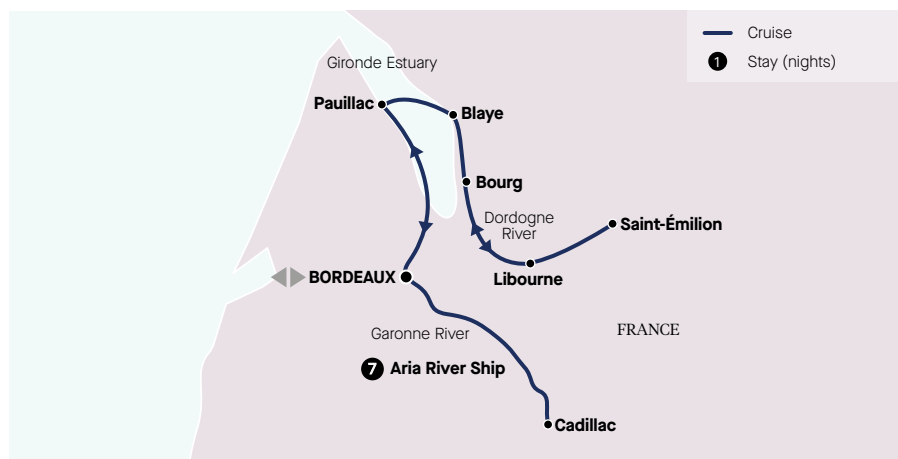 Cruise
1
Stay (nights)
Gironde Estuary
Pauillac
Blaye
Bourg
Dordogne
River
Saint-Émilion
BORDEAUX
Libourne
Garonne River
FRANCE
7
Aria River Ship
Cadillac